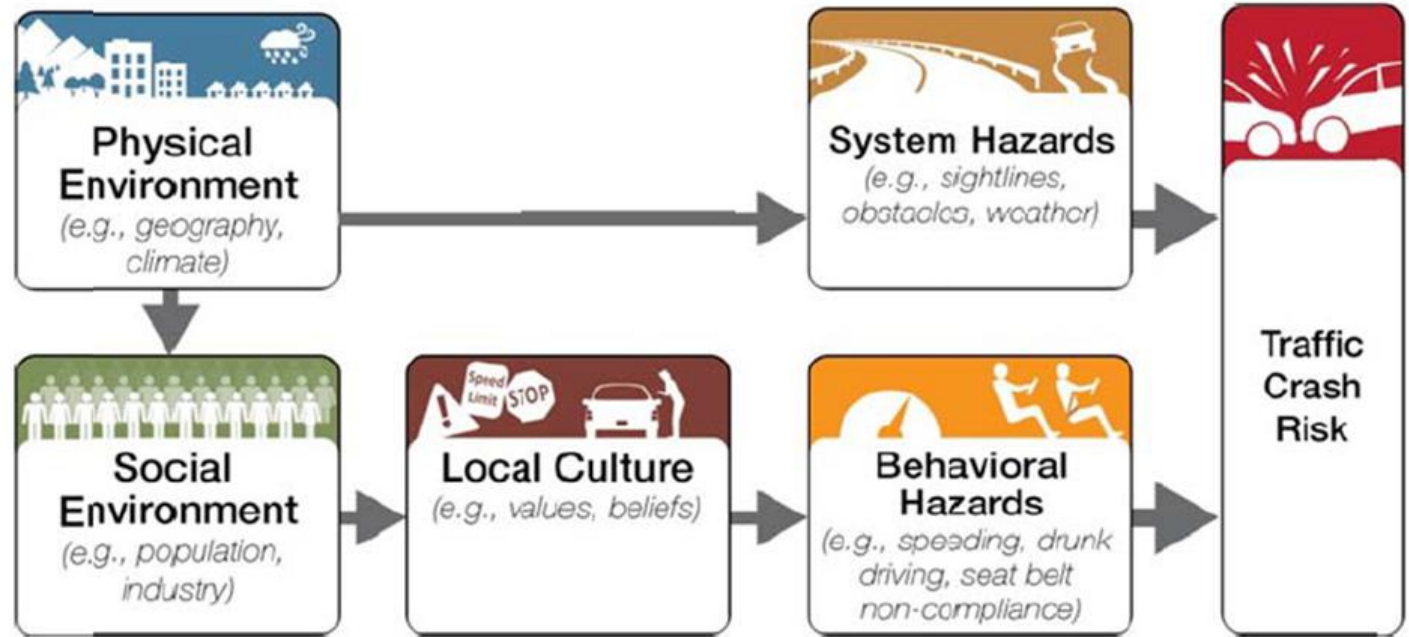 Physical
Environment
(e.g., geography,
climate)
System Hazards
(e.g., sightlines,
obstacles, weather)
Social
Environment
(e.g., population,
industry)
Speed
Limit
STOP
Local Culture
(e.g., values, beliefs)
Behavioral
Hazards
(e.g., speeding, drunk
driving, seat belt
non-compliance)
Traffic
Crash
Risk